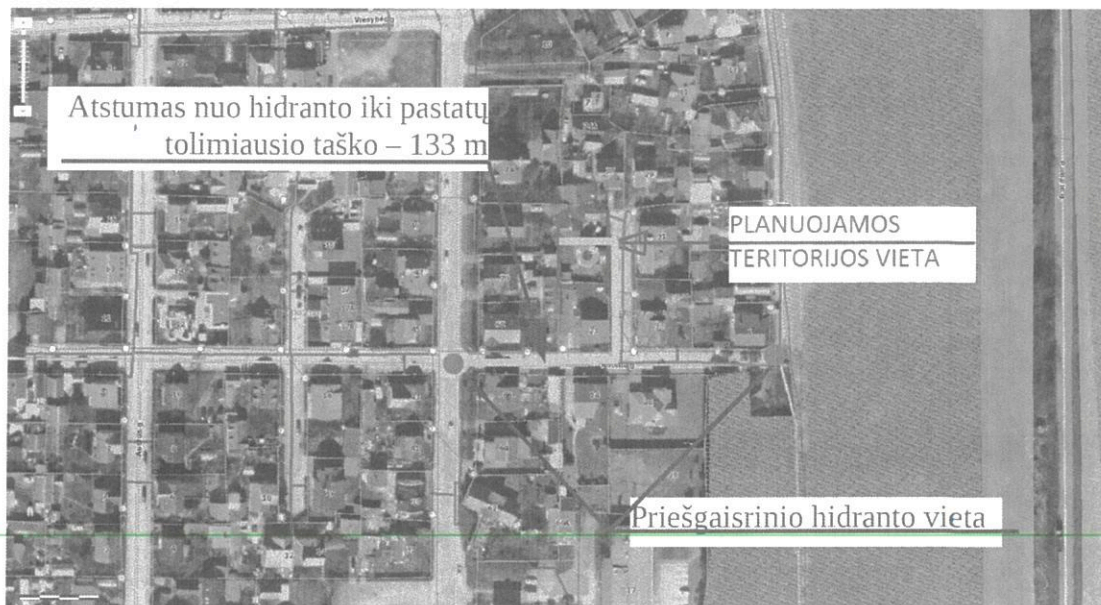 Atstumas nuo hidranto iki pastatų
tolimiausio taško – 133 m
PLANUOJAMOS
TERITORIJOS VIETA
Priešgaisrinio hidranto vieta